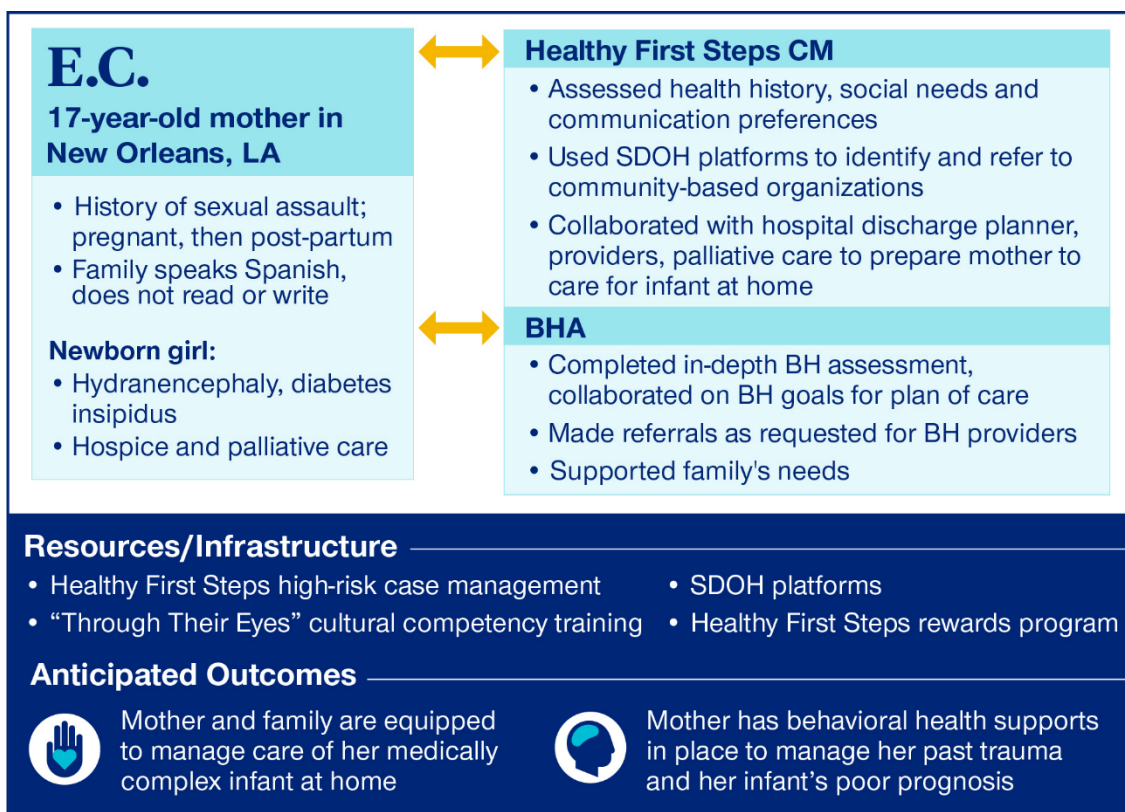 E.C.
17-year-old mother in
New Orleans, LA
• History of sexual assault;
pregnant, then post-partum
• Family speaks Spanish,
does not read or write
Newborn girl:
• Hydranencephaly, diabetes
insipidus
• Hospice and palliative care
Healthy First Steps CM
• Assessed health history, social needs and
communication preferences
• Used SDOH platforms to identify and refer to
community-based organizations
• Collaborated with hospital discharge planner,
providers, palliative care to prepare mother to
care for infant at home
BHA
• Completed in-depth BH assessment,
collaborated on BH goals for plan of care
• Made referrals as requested for BH providers
• Supported family's needs
Resources/Infrastructure
• Healthy First Steps high-risk case management
• “Through Their Eyes” cultural competency training
• SDOH platforms
• Healthy First Steps rewards program
Anticipated Outcomes
Mother and family are equipped
to manage care of her medically
complex infant at home
Mother has behavioral health supports
in place to manage her past trauma
and her infant’s poor prognosis